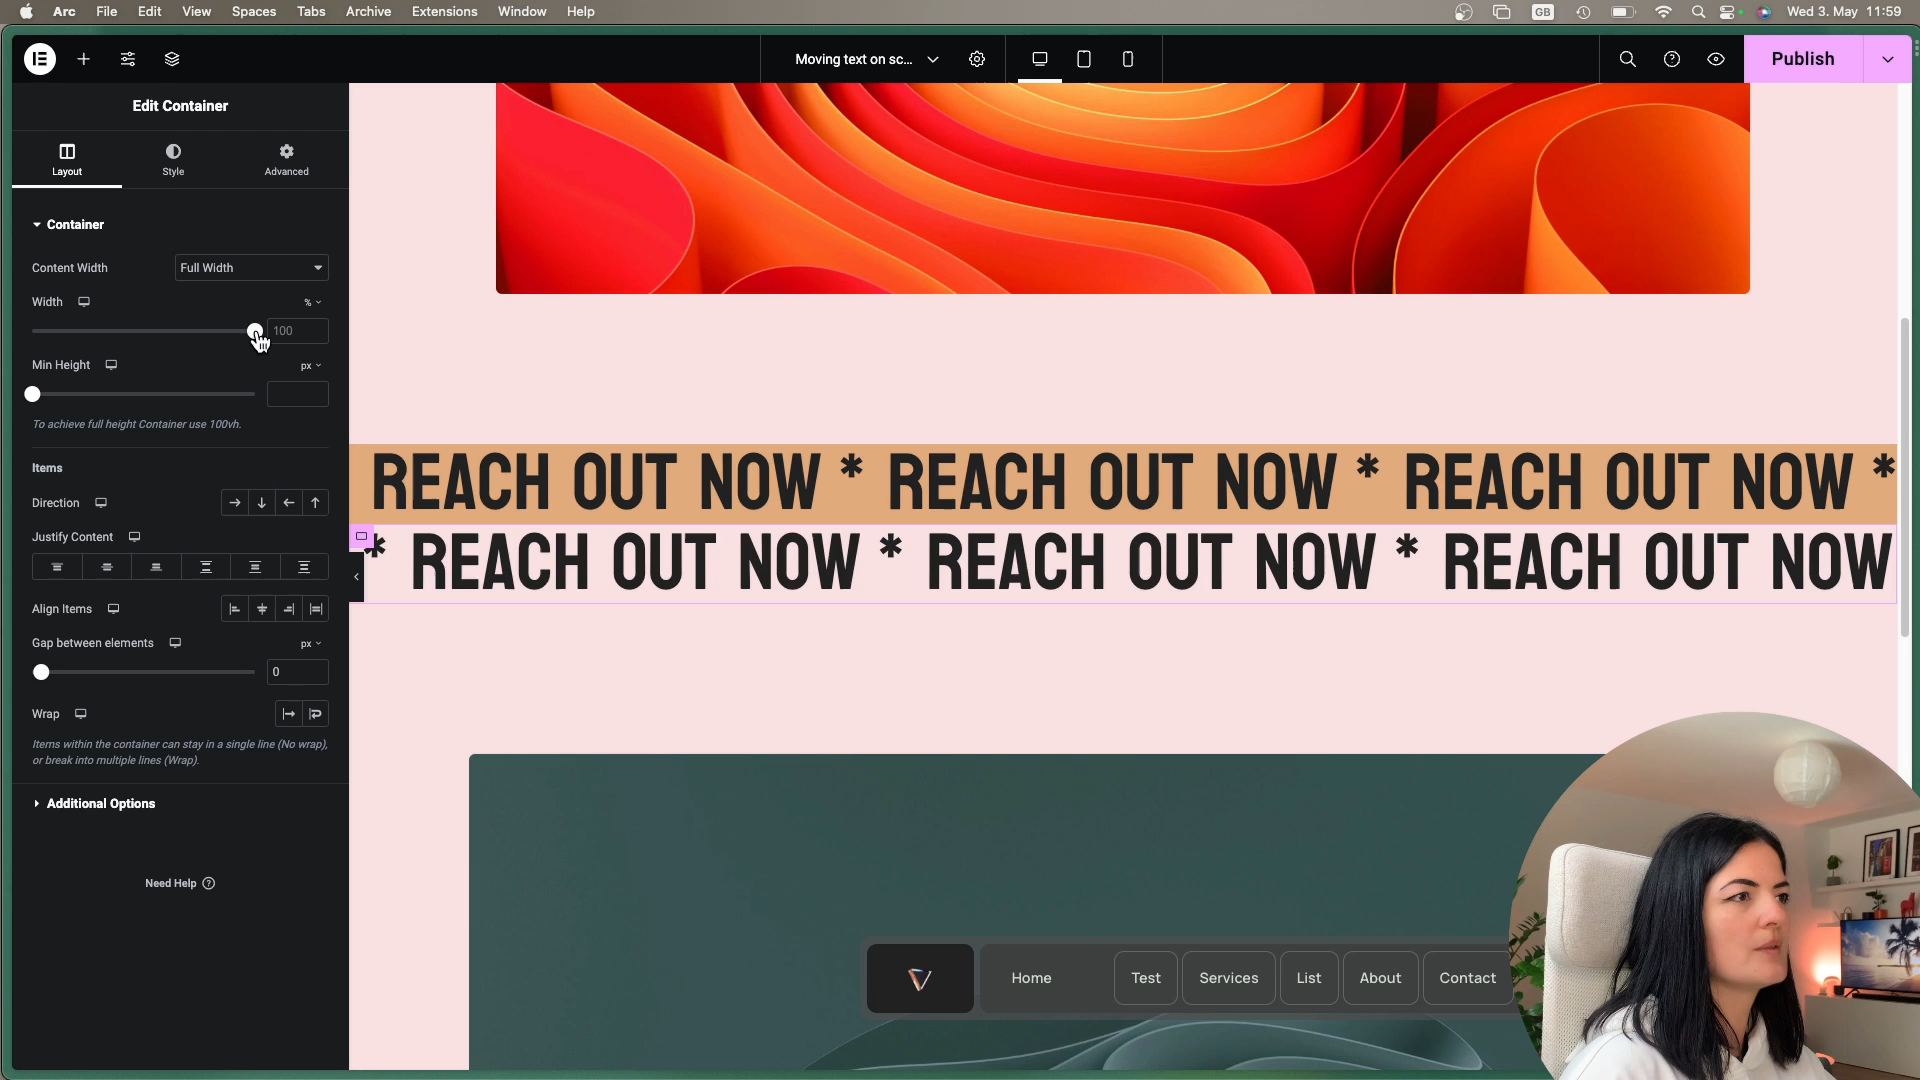 Arc File Edit View Spaces Tabs Archive Extensions Window Help GB Wed 3. May 11:59
Moving text on sc... Publish
Edit Container
Layout Style Advanced
Container
Content Width Full Width
Width %
100
Min Height px
To achieve full height Container use 100vh.
Items
Direction
Justify Content
Align Items
Gap between elements px
0
Wrap
Items within the container can stay in a single line (No wrap),
or break into multiple lines (Wrap).
Additional Options
Need Help
REACH OUT NOW * REACH OUT NOW * REACH OUT NOW *
* REACH OUT NOW * REACH OUT NOW * REACH OUT NOW
Home Test Services List About Contact